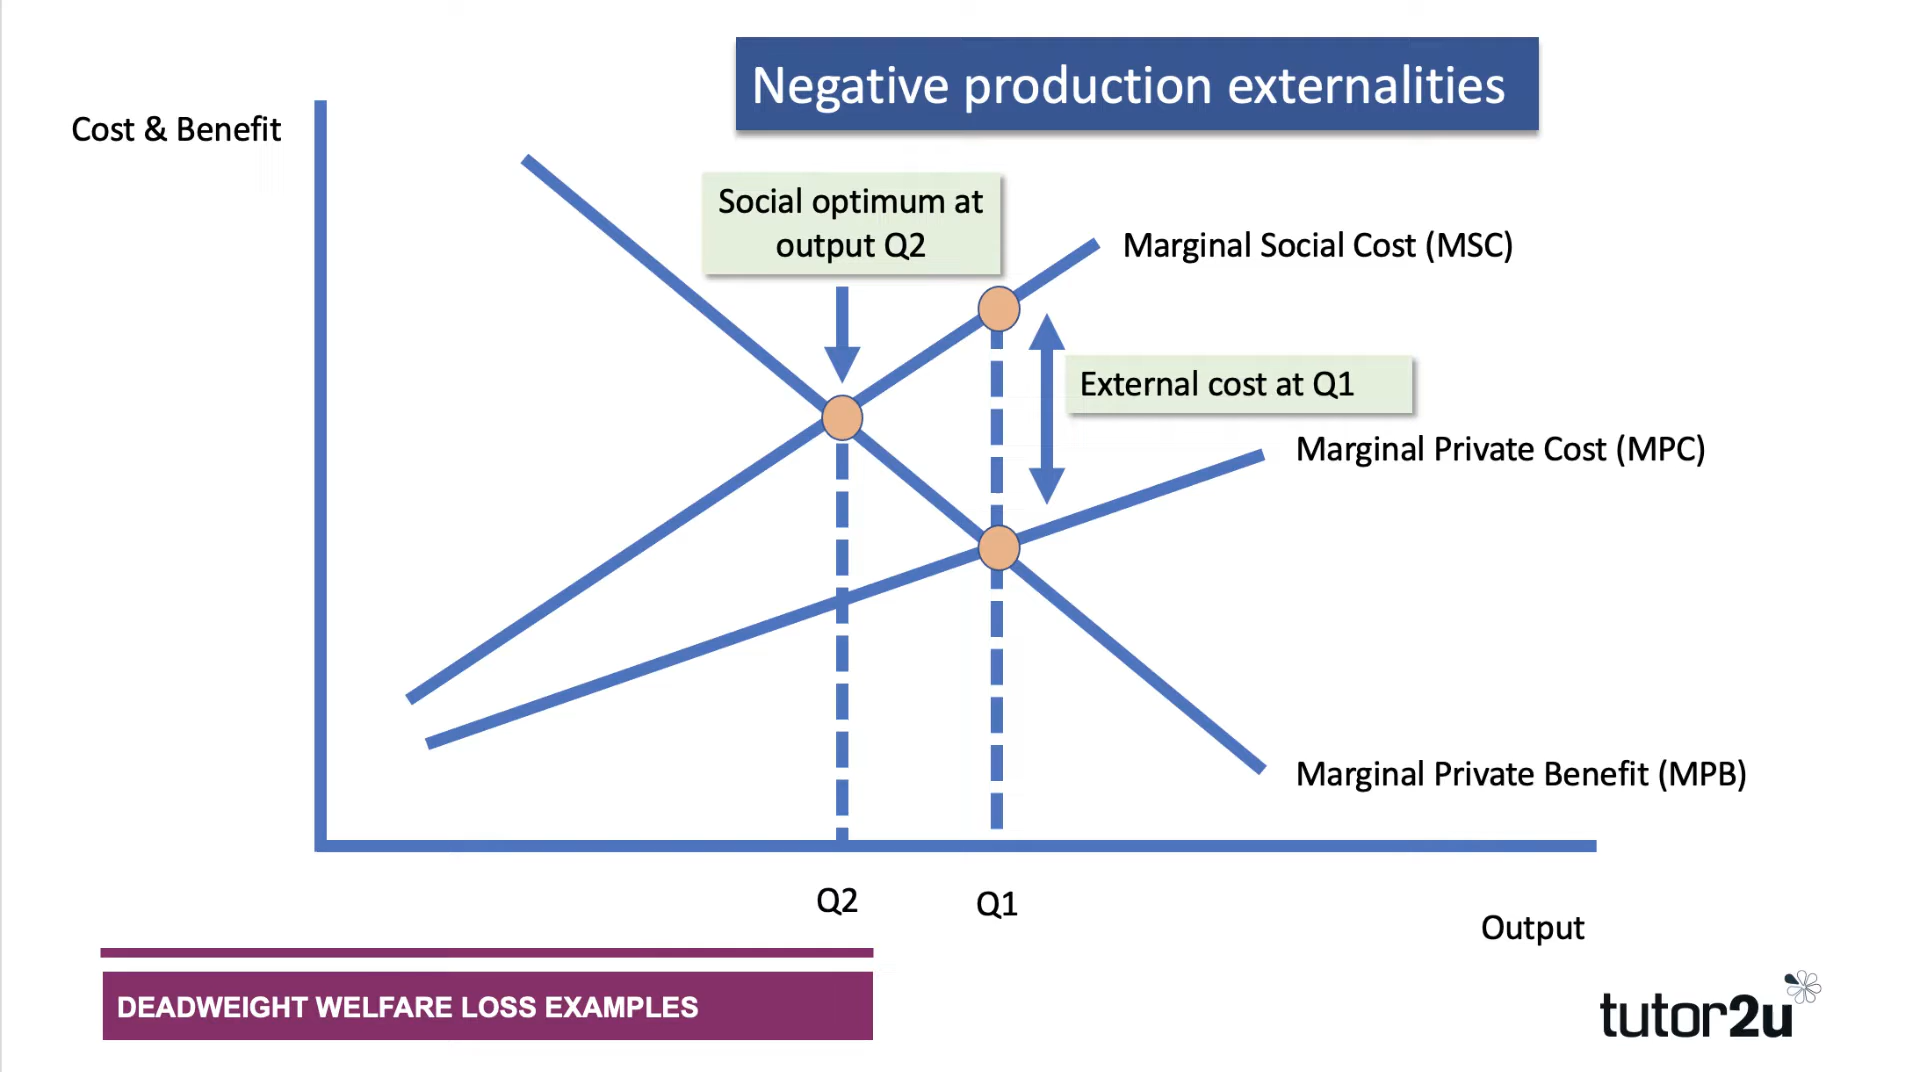 Negative production externalities
Cost & Benefit
Social optimum at
output Q2
Marginal Social Cost (MSC)
External cost at Q1
Marginal Private Cost (MPC)
Marginal Private Benefit (MPB)
Q2
Q1
Output
DEADWEIGHT WELFARE LOSS EXAMPLES
tutor2u